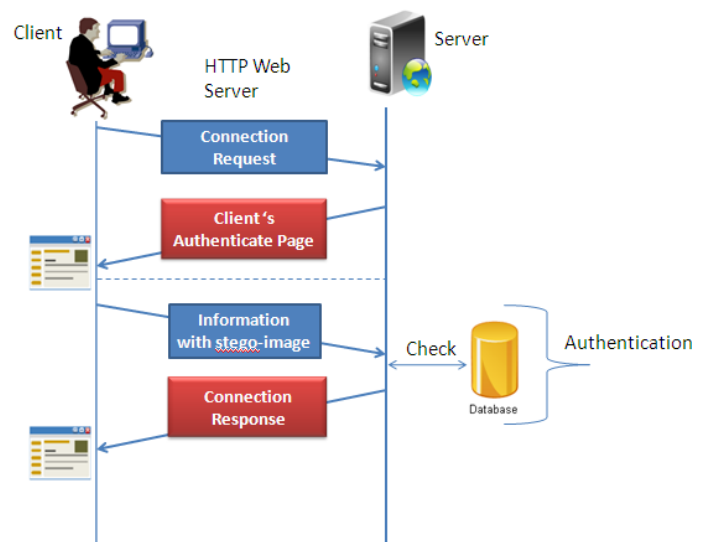 Client
Server
HTTP Web
Server
Connection
Request
Client‘s
Authenticate Page
Information
with stego-image
Check
Authentication
Database
Connection
Response